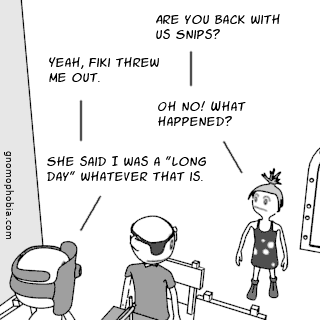 ARE YOU BACK WITH
US SNIPS?
YEAH, FIKI THREW
ME OUT.
OH NO! WHAT
HAPPENED?
SHE SAID I WAS A "LONG
DAY" WHATEVER THAT IS.
gnomophobia.com